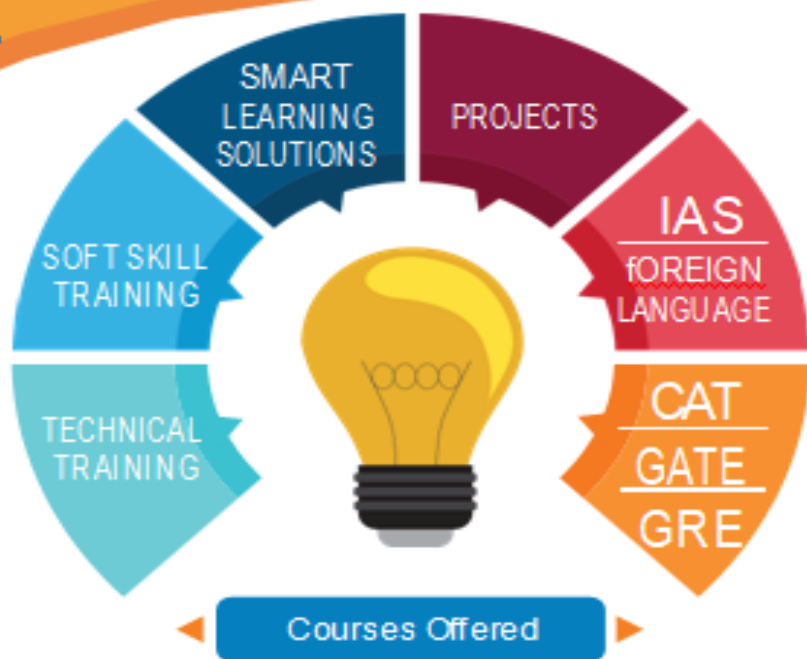 SMART
LEARNING
SOLUTIONS
PROJECTS
SOFT SKILL
TRAINING
IAS
fOREIGN
LANGUAGE
TECHNICAL
TRAINING
CAT
GATE
GRE
Courses Offered